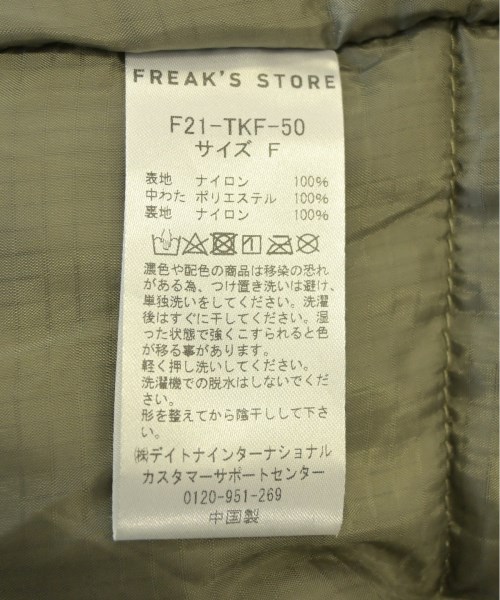 FREAK'S STORE
F21-TKF-50
サイズ F
表地 ナイロン 100%
中わた ポリエステル 100%
裏地 ナイロン 100%
濃色や配色の商品は移染の恐れ
がある為、つけ置き洗いは避け、
単独洗いをしてください。洗濯
後はすぐに干してください。湿
った状態で強くこすられると色
が移る事があります。
軽く押し洗いしてください。
洗濯機での脱水はしないでくだ
さい。
形を整えてから陰干しして下さ
い。
㈱デイトナインターナショナル
カスタマーサポートセンター
0120-951-269
中国製